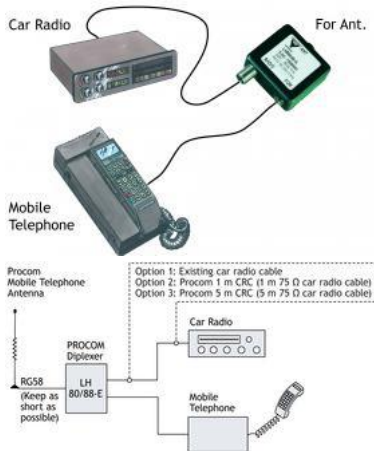 Car Radio
For Ant.
Mobile
Telephone
Procom
Mobile Telephone
Antenna
Option 1: Existing car radio cable
Option 2: Procom 1 m CRC (1 m 75 Ω car radio cable)
Option 3: Procom 5 m CRC (5 m 75 Ω car radio cable)
Car Radio
PROCOM
Diplexer
LH
80/88-E
RG58
(Keep as
short as
possible)
Mobile
Telephone